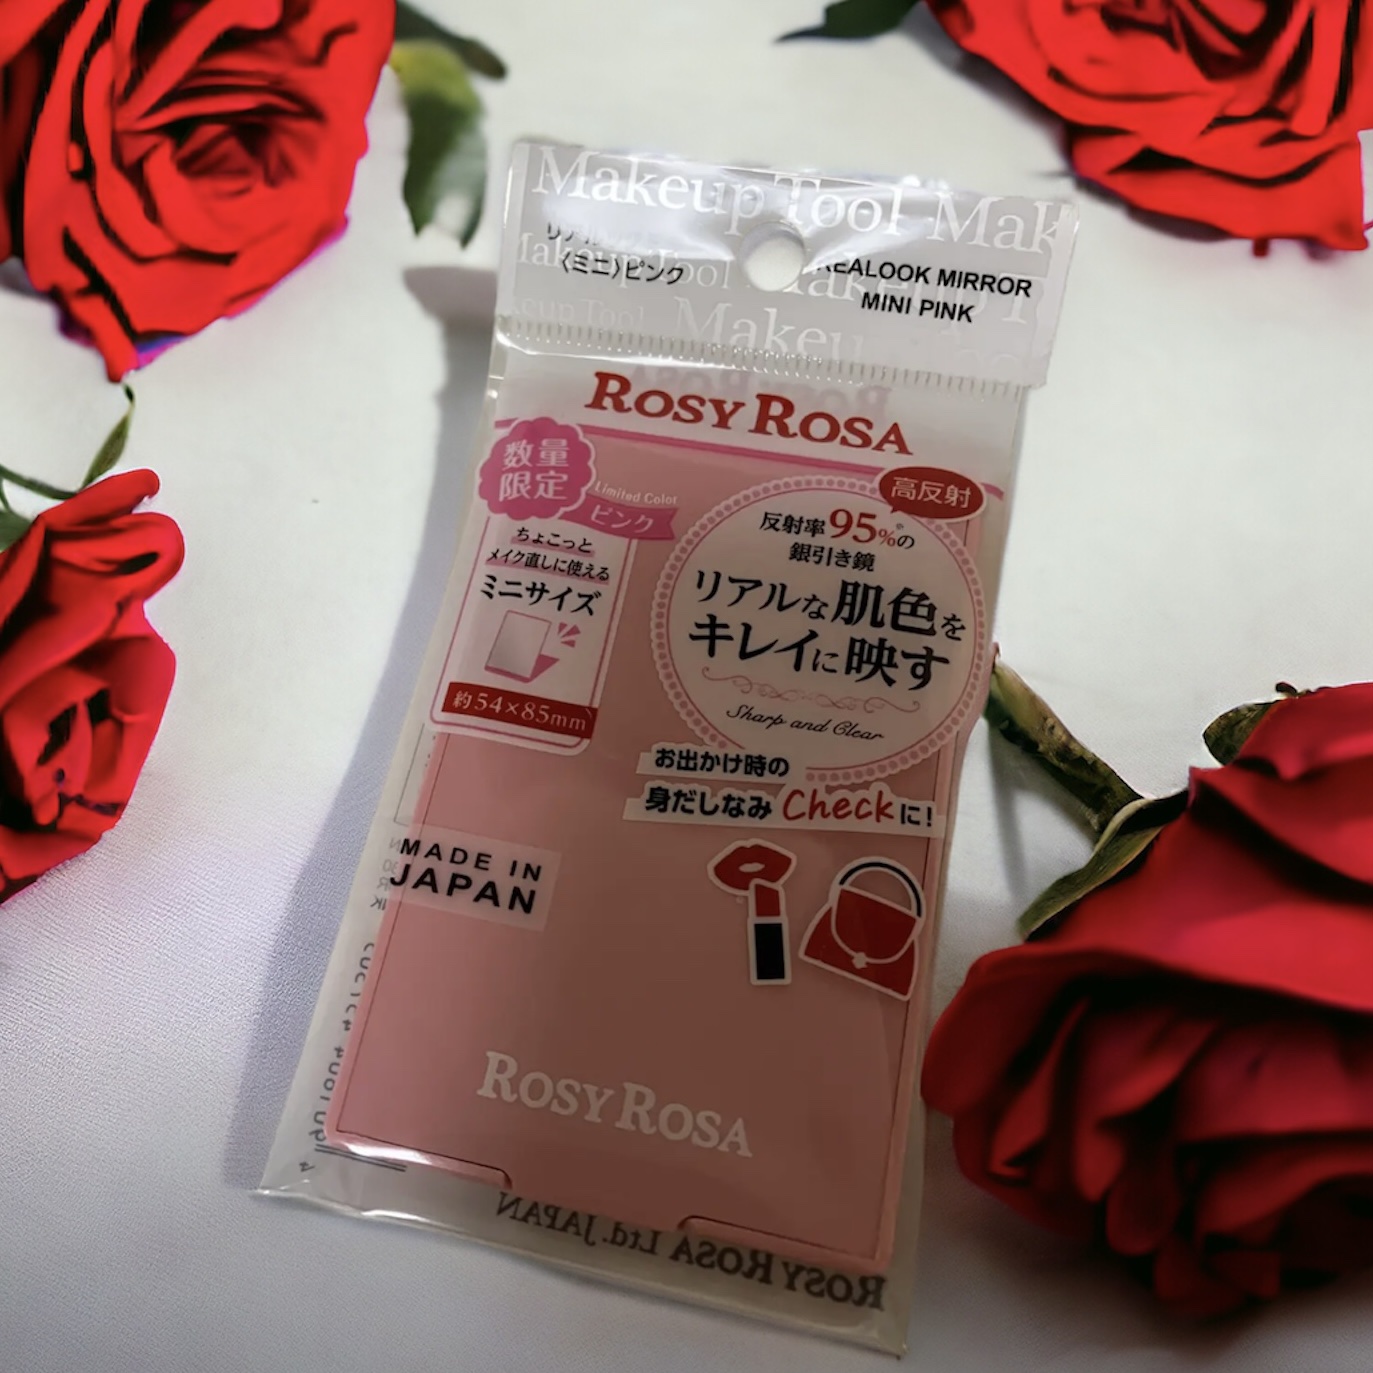 Makeup Tool Mak
リアルックミラー
〈ミニ〉ピンク
REALOOK MIRROR
MINI PINK
Makeup Tool
Makeu
ROSY ROSA
数量
限定
Limited Color
ピンク
ちょこっと
メイク直しに使える
ミニサイズ
約54×85mm
高反射
反射率95%※の
銀引き鏡
リアルな肌色を
キレイに映す
Sharp and Clear
お出かけ時の
身だしなみCheckに!
MADE IN
JAPAN
ROSY ROSA
ROSY ROSA Ltd. JAPAN